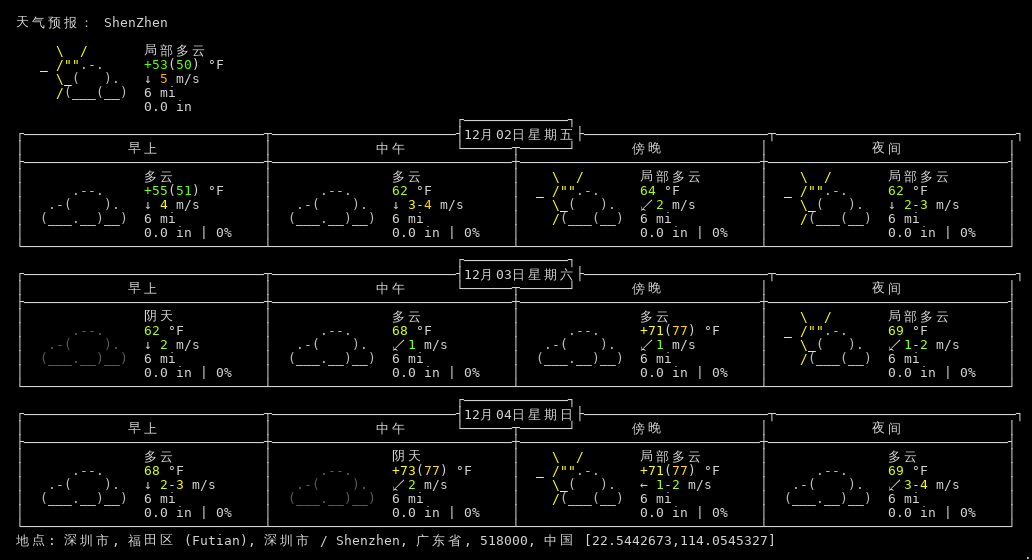 天气预报： ShenZhen
局部多云
+53(50) °F
↓ 5 m/s
6 mi
0.0 in
12月02日星期五
早上 中午 傍晚 夜间
多云 多云 局部多云 局部多云
+55(51) °F 62 °F 64 °F 62 °F
↓ 4 m/s ↓ 3-4 m/s ↙ 2 m/s ↓ 2-3 m/s
6 mi 6 mi 6 mi 6 mi
0.0 in | 0% 0.0 in | 0% 0.0 in | 0% 0.0 in | 0%
12月03日星期六
早上 中午 傍晚 夜间
阴天 多云 多云 局部多云
62 °F 68 °F +71(77) °F 69 °F
↓ 2 m/s ↙ 1 m/s ↙ 1 m/s ↙ 1-2 m/s
6 mi 6 mi 6 mi 6 mi
0.0 in | 0% 0.0 in | 0% 0.0 in | 0% 0.0 in | 0%
12月04日星期日
早上 中午 傍晚 夜间
多云 阴天 局部多云 多云
68 °F +73(77) °F +71(77) °F 69 °F
↓ 2-3 m/s ↙ 2 m/s ← 1-2 m/s ↙ 3-4 m/s
6 mi 6 mi 6 mi 6 mi
0.0 in | 0% 0.0 in | 0% 0.0 in | 0% 0.0 in | 0%
地点: 深圳市, 福田区 (Futian), 深圳市 / Shenzhen, 广东省, 518000, 中国 [22.5442673,114.0545327]